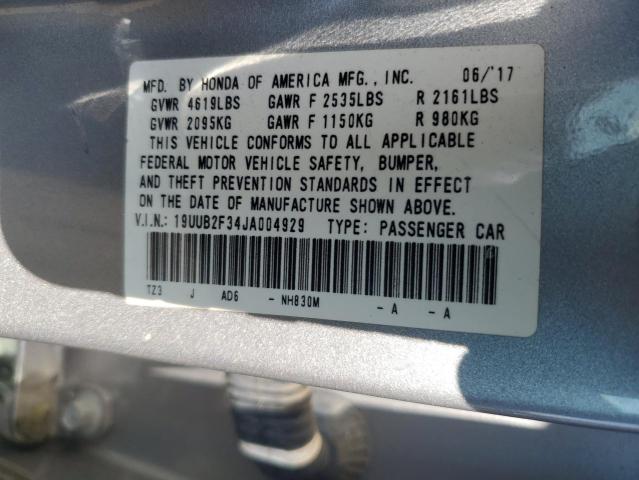 MFD. BY HONDA OF AMERICA MFG., INC. 06/'17
GVWR 4619LBS GAWR F 2535LBS R 2161LBS
GVWR 2095KG GAWR F 1150KG R 980KG
THIS VEHICLE CONFORMS TO ALL APPLICABLE
FEDERAL MOTOR VEHICLE SAFETY, BUMPER,
AND THEFT PREVENTION STANDARDS IN EFFECT
ON THE DATE OF MANUFACTURE SHOWN ABOVE.
V.I.N.: 19UUB2F34JA004929 TYPE: PASSENGER CAR
TZ3 J AD6 - NH830M - A - A